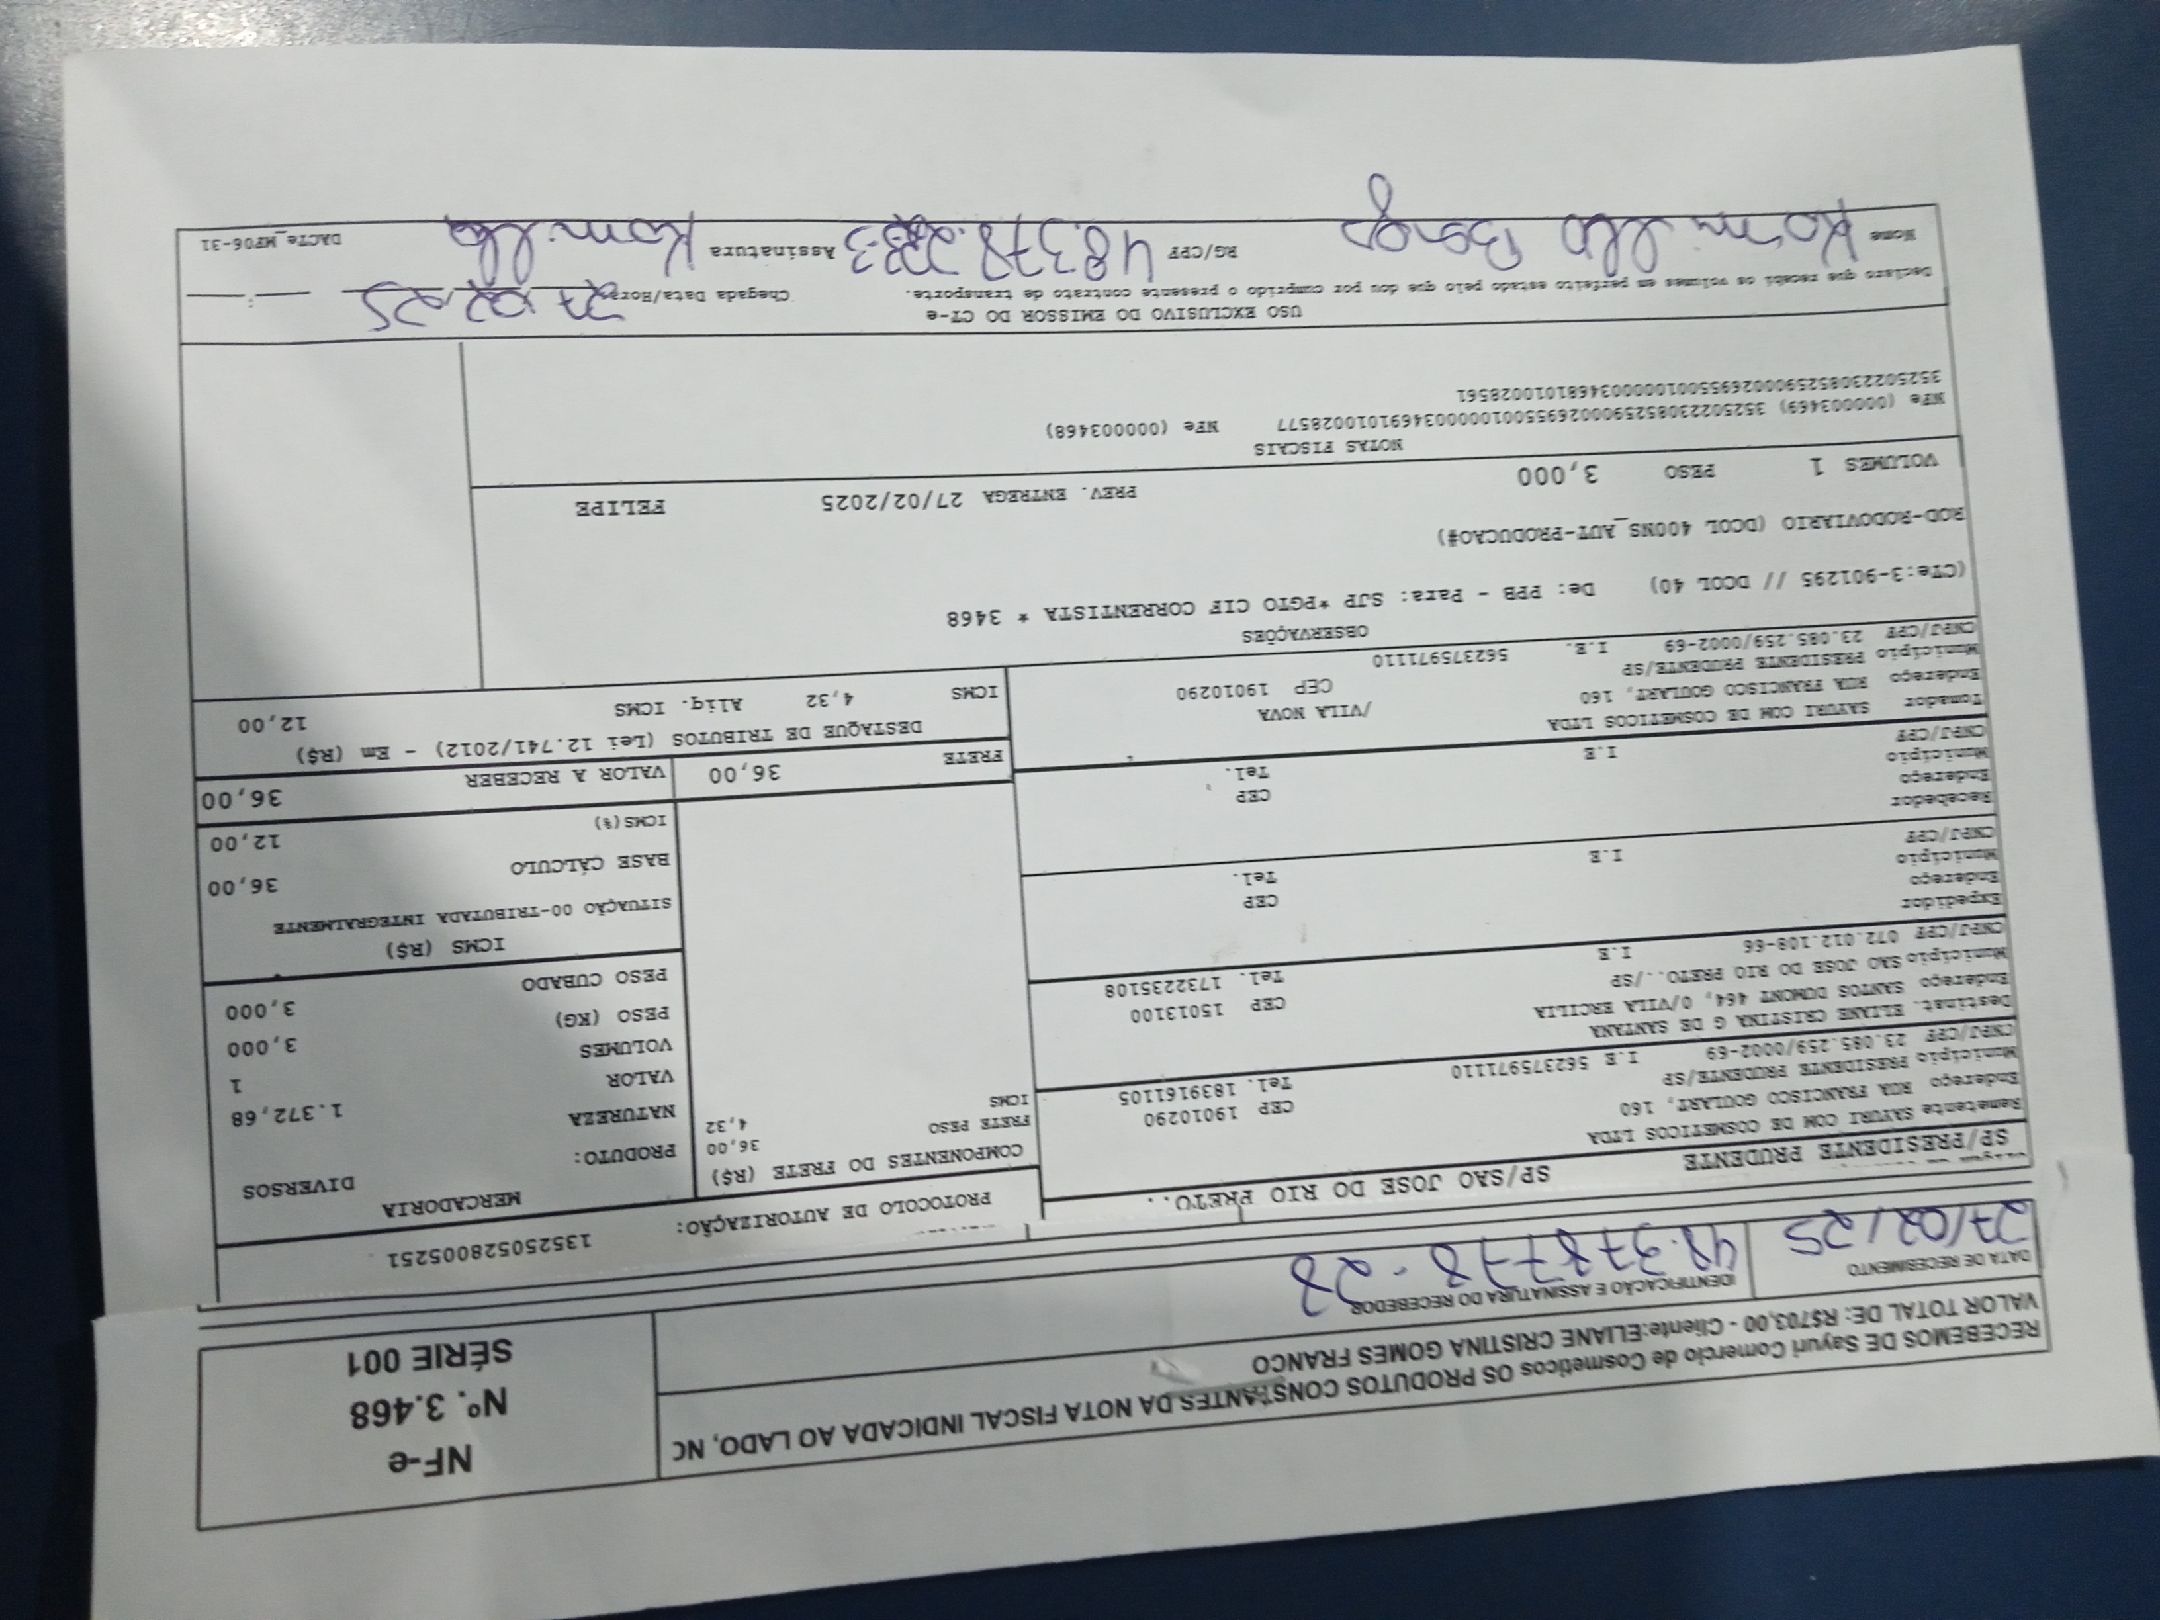 RECEBEMOS DE Sayuri Comercio de Cosmeticos OS PRODUTOS CONSTANTES DA NOTA FISCAL INDICADA AO LADO, NC
VALOR TOTAL DE: R$703,00 - Cliente:ELIANE CRISTINA GOMES FRANCO
DATA DE RECEBIMENTO
27/02/25
IDENTIFICAÇÃO E ASSINATURA DO RECEBEDOR
NF-e
Nº. 3.468
SÉRIE 001
SP/PRESIDENTE PRUDENTE SP/SAO JOSE DO RIO PRETO..
PROTOCOLO DE AUTORIZAÇÃO: 135250528005251
Remetente SAYURI COM DE COSMETICOS LTDA
Endereço RUA FRANCISCO GOULART, 160 CEP 19010290
Município PRESIDENTE PRUDENTE/SP Tel. 1839161105
CNPJ/CPF 23.085.259/0002-69 I.E 562375971110
Destinat. ELIANE CRISTINA G DE SANTANA
Endereço SANTOS DUMONT 464, 0/VILA ERCILIA CEP 15013100
Município SAO JOSE DO RIO PRETO../SP Tel. 1732235108
CNPJ/CPF 072.012.108-66 I.E
Expedidor
Endereço CEP
Município Tel.
CNPJ/CPF I.E
Recebedor
Endereço CEP
Município Tel.
CNPJ/CPF I.E
Tomador SAYURI COM DE COSMETICOS LTDA
Endereço RUA FRANCISCO GOULART, 160 /VILA NOVA
Município PRESIDENTE PRUDENTE/SP CEP 19010290
CNPJ/CPF 23.085.259/0002-69 I.E. 562375971110
COMPONENTES DO FRETE (R$)
FRETE PESO 36,00
ICMS 4,32
FRETE 36,00
MERCADORIA
PRODUTO: DIVERSOS
NATUREZA
VALOR 1.372,68
VOLUMES 1
PESO (KG) 3,000
PESO CUBADO 3,000
ICMS (R$)
SITUAÇÃO 00-TRIBUTADA INTEGRALMENTE
BASE CÁLCULO 36,00
ICMS(%) 12,00
VALOR A RECEBER 36,00
DESTAQUE DE TRIBUTOS (Lei 12.741/2012) - Em (R$)
ICMS 4,32 Alíq. ICMS 12,00
OBSERVAÇÕES
(CTe:3-901295 // DCOL 40) De: PPB - Para: SJP *PGTO CIF CORRENTISTA * 3468
ROD-RODOVIARIO (DCOL 400NS_AUT-PRODUCAO#)
VOLUMES 1 PESO 3,000 PREV. ENTREGA 27/02/2025 FELIPE
NOTAS FISCAIS
NFe (000003469) 35250223085259000269550010000034691010028577 NFe (000003468)
35250223085259000269550010000034681010028561
USO EXCLUSIVO DO EMISSOR DO CT-e
Declaro que recebi os volumes em perfeito estado pelo que dou por cumprido o presente contrato de transporte. Chegada Data/Hora 27/02/25 :
Nome RG/CPF Assinatura DACTe_MF06-31